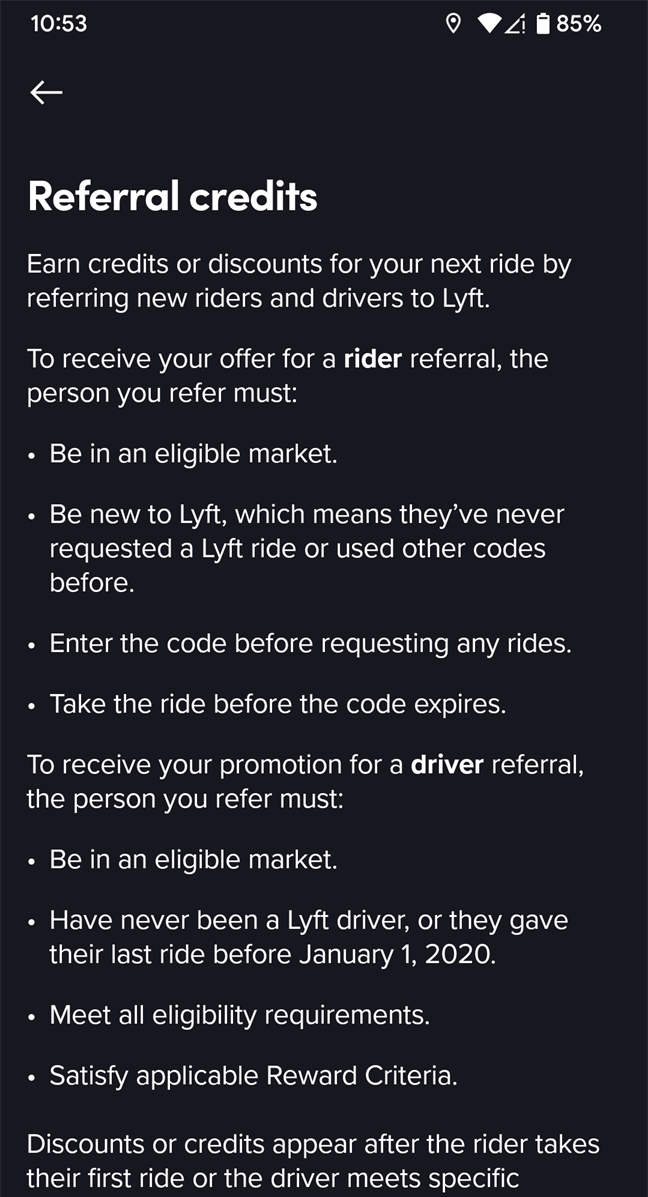 10:53
85%
Referral credits
Earn credits or discounts for your next ride by
referring new riders and drivers to Lyft.
To receive your offer for a rider referral, the
person you refer must:
• Be in an eligible market.
• Be new to Lyft, which means they’ve never
requested a Lyft ride or used other codes
before.
• Enter the code before requesting any rides.
• Take the ride before the code expires.
To receive your promotion for a driver referral,
the person you refer must:
• Be in an eligible market.
• Have never been a Lyft driver, or they gave
their last ride before January 1, 2020.
• Meet all eligibility requirements.
• Satisfy applicable Reward Criteria.
Discounts or credits appear after the rider takes
their first ride or the driver meets specific